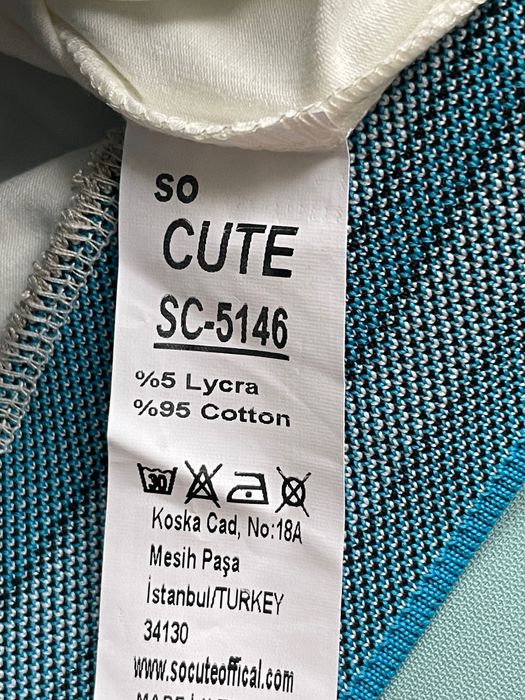 SO
CUTE
SC-5146
%5 Lycra
%95 Cotton
30
Koska Cad, No:18A
Mesih Paşa
İstanbul/TURKEY
34130
www.socuteoffical.com
MADE İN